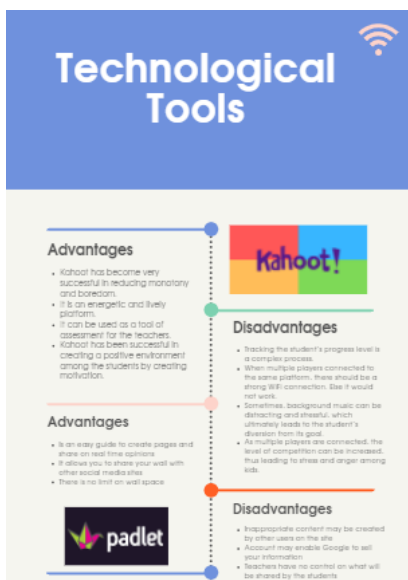 Technological
Tools
Advantages
• Kahoot has become very
successful in reducing monotony
and boredom.
• It is an energetic and lively
platform.
• It can be used as a tool of
assessment for the teachers.
• Kahoot has been successful in
creating a positive environment
among the students by creating
motivation.
Kahoot!
Disadvantages
• Tracking the student's progress level is
a complex process.
• When multiple players connected to
the same platform, there should be a
strong WiFi connection. Else it would
not work.
• Sometimes, background music can be
distracting and stressful, which
ultimately leads to the student's
diversion from its goal.
• As multiple players are connected, the
level of competition can be increased,
thus leading to stress and anger among
kids.
Advantages
• Is an easy guide to create pages and
share on real time opinions
• It allows you to share your wall with
other social media sites
• There is no limit on wall space
padlet
Disadvantages
• Inappropriate content may be created
by other users on the site
• Account may enable Google to sell
your information
• Teachers have no control on what will
be shared by the students